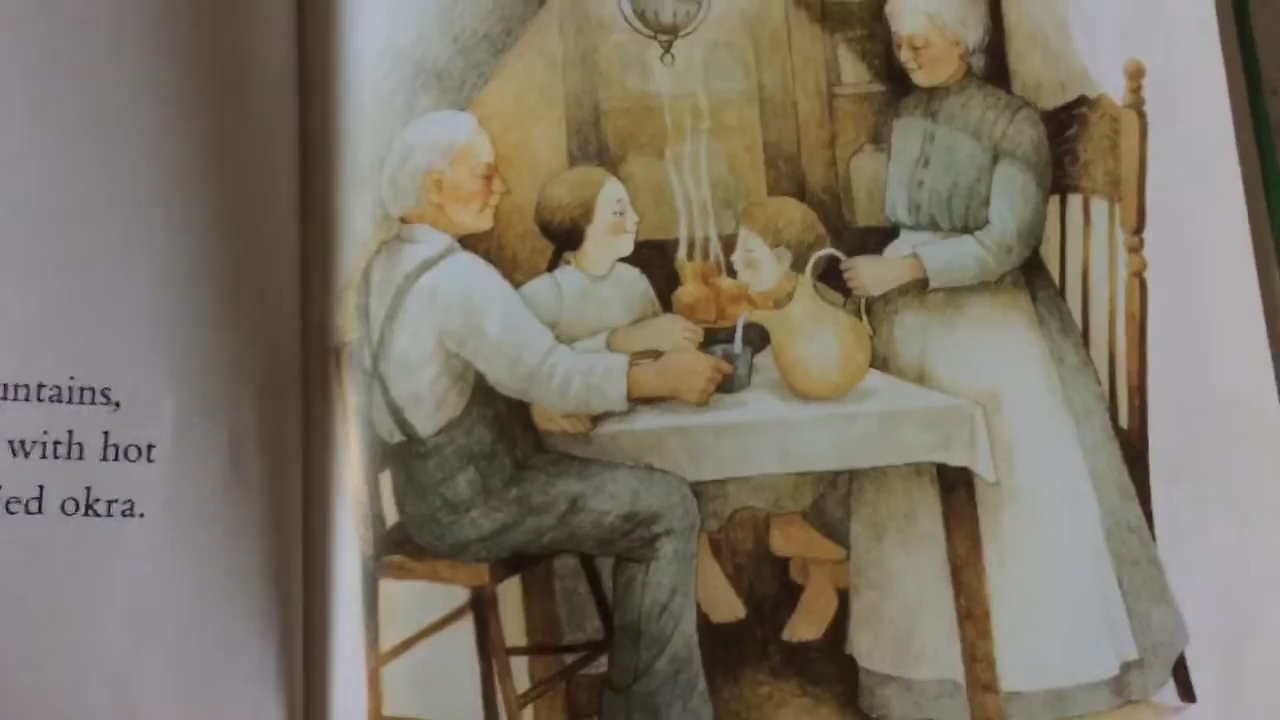 untains,
with hot
ed okra.